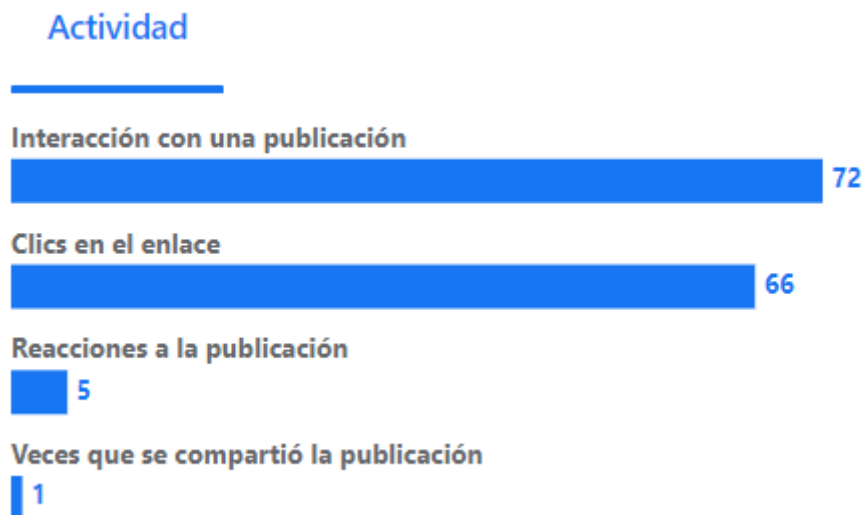 Actividad
Interacción con una publicación
72
Clics en el enlace
66
Reacciones a la publicación
5
Veces que se compartió la publicación
1